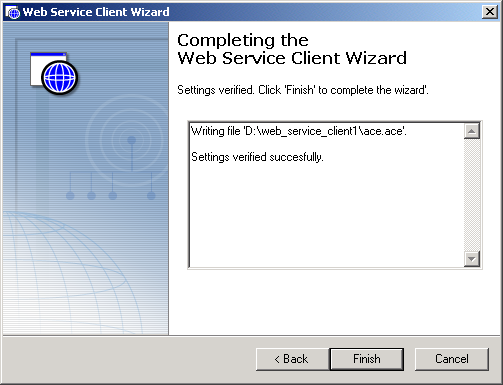 Web Service Client Wizard
Completing the
Web Service Client Wizard
Settings verified. Click 'Finish' to complete the wizard'.
Writing file 'D:\web_service_client1\ace.ace'.
Settings verified succesfully.
< Back
Finish
Cancel